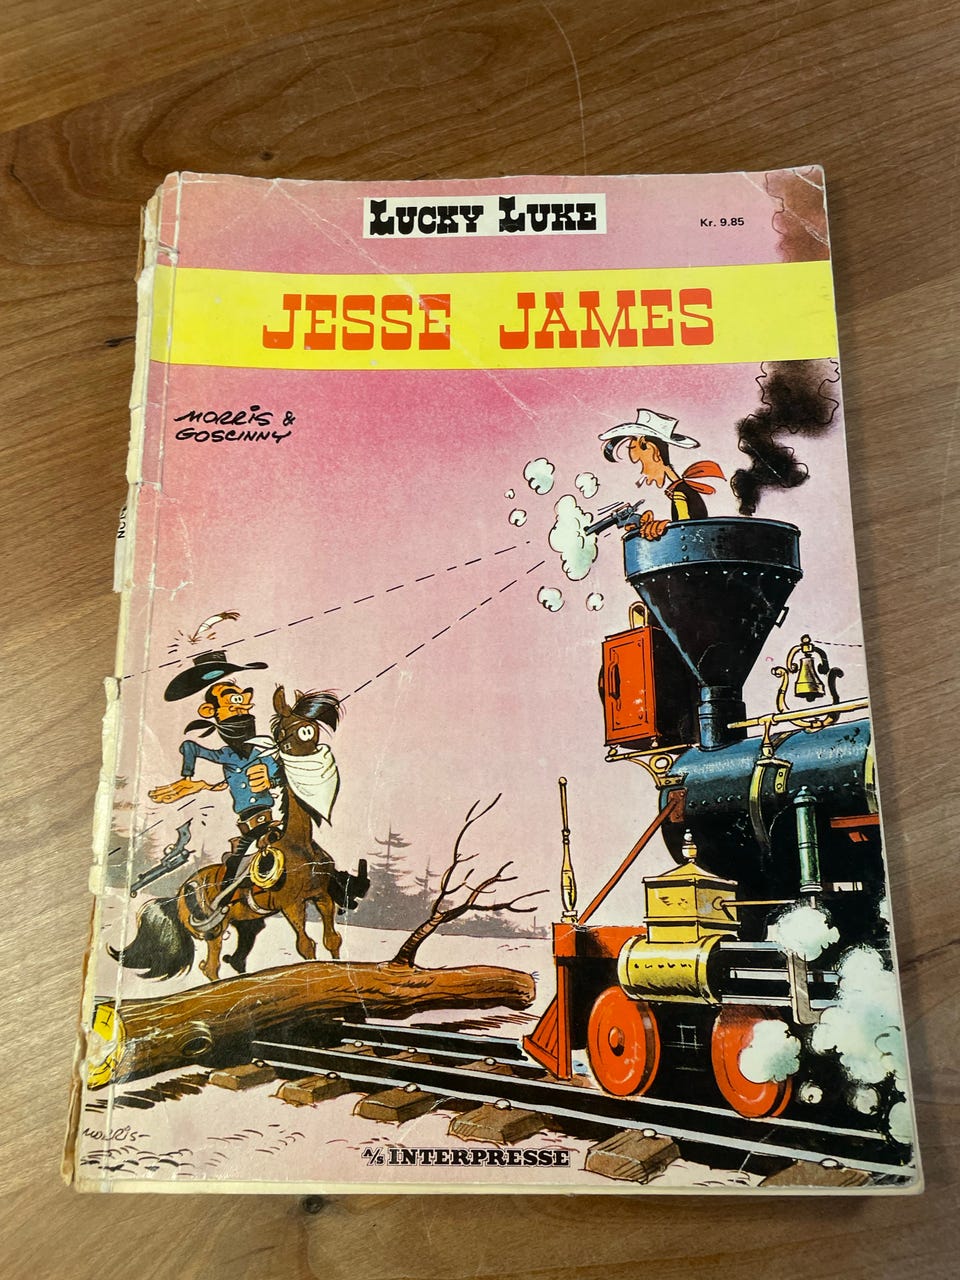 LUCKY LUKE
Kr. 9.85
JESSE JAMES
MORRIS &
GOSCINNY
MORRIS-
A/S INTERPRESSE